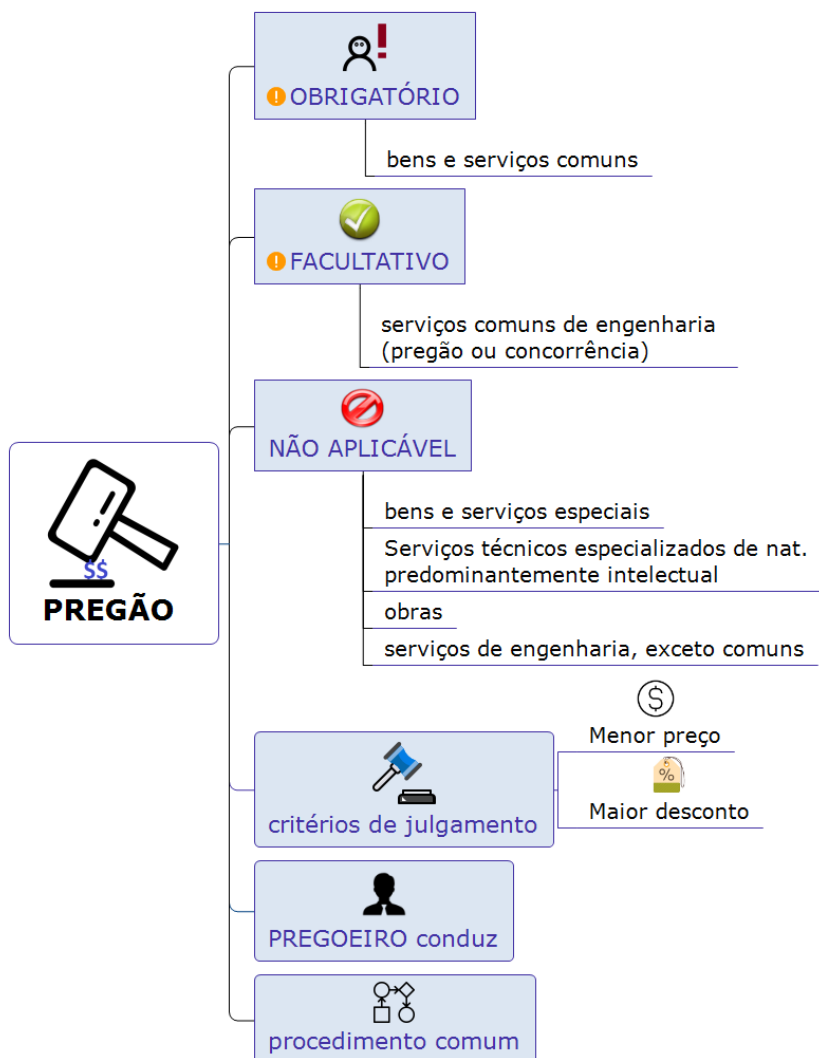 !
OBRIGATÓRIO
bens e serviços comuns
!
FACULTATIVO
serviços comuns de engenharia
(pregão ou concorrência)
NÃO APLICÁVEL
bens e serviços especiais
Serviços técnicos especializados de nat.
predominantemente intelectual
obras
serviços de engenharia, exceto comuns
$$
PREGÃO
$
Menor preço
%
Maior desconto
critérios de julgamento
PREGOEIRO conduz
procedimento comum